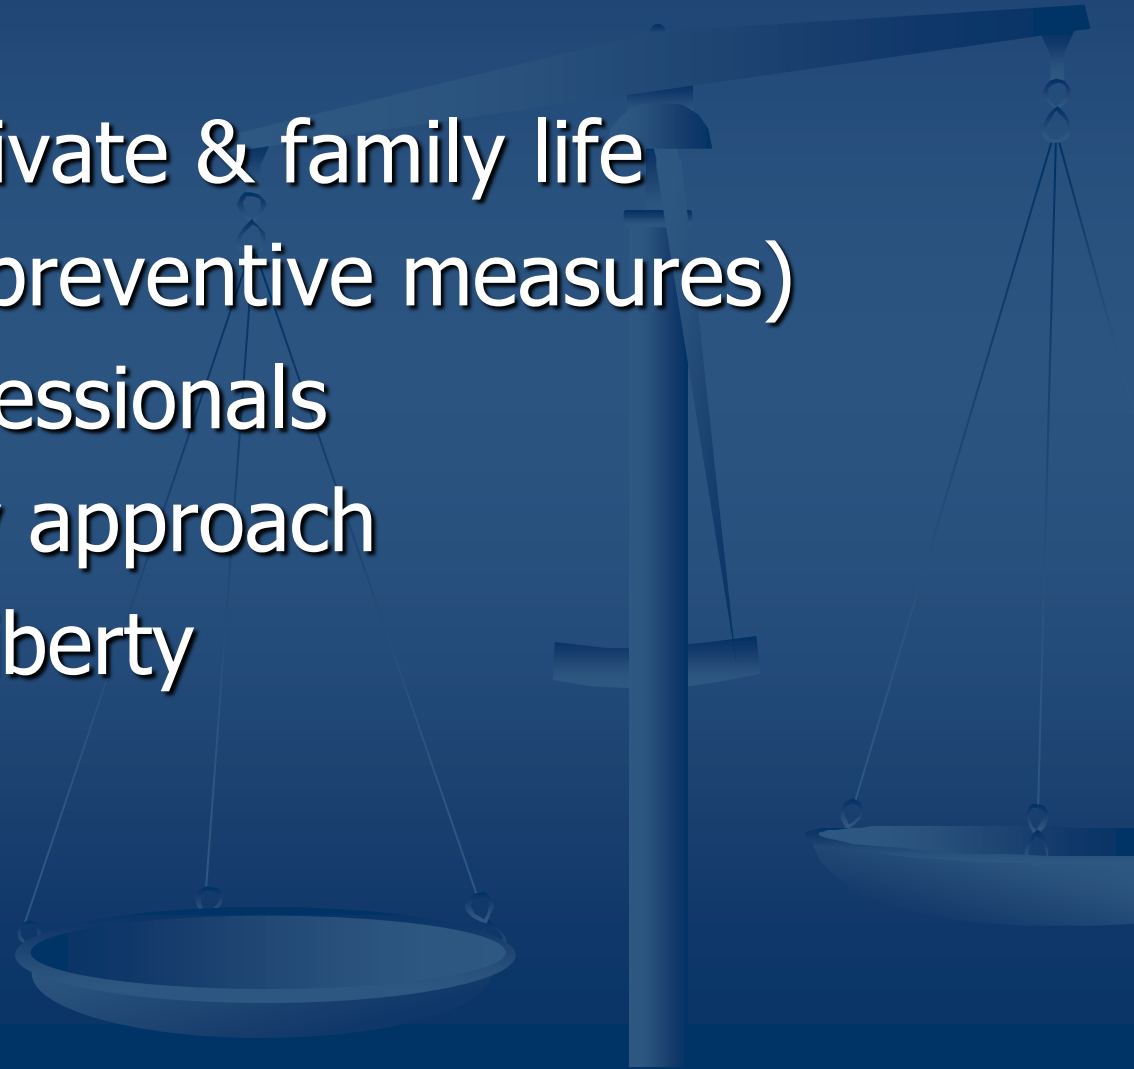 ivate & family life
preventive measures)
essionals
approach
berty